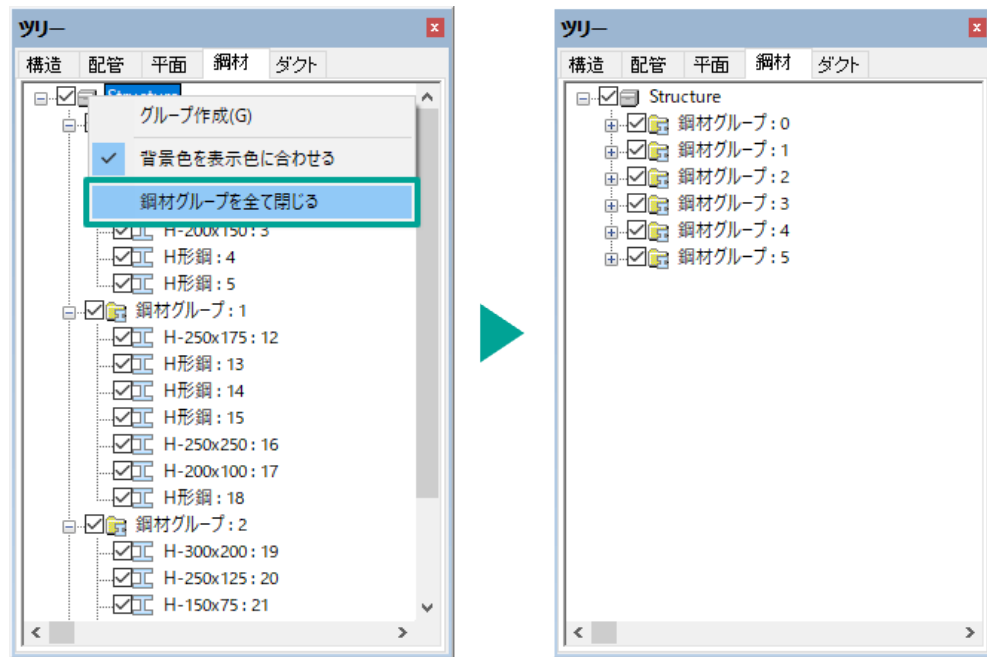 ツリー
構造 配管 平面 鋼材 ダクト
Structure
グループ作成(G)
背景色を表示色に合わせる
鋼材グループを全て閉じる
H-200x150 : 3
H形鋼 : 4
H形鋼 : 5
鋼材グループ : 1
H-250x175 : 12
H形鋼 : 13
H形鋼 : 14
H形鋼 : 15
H-250x250 : 16
H-200x100 : 17
H形鋼 : 18
鋼材グループ : 2
H-300x200 : 19
H-250x125 : 20
H-150x75 : 21
ツリー
構造 配管 平面 鋼材 ダクト
Structure
鋼材グループ : 0
鋼材グループ : 1
鋼材グループ : 2
鋼材グループ : 3
鋼材グループ : 4
鋼材グループ : 5